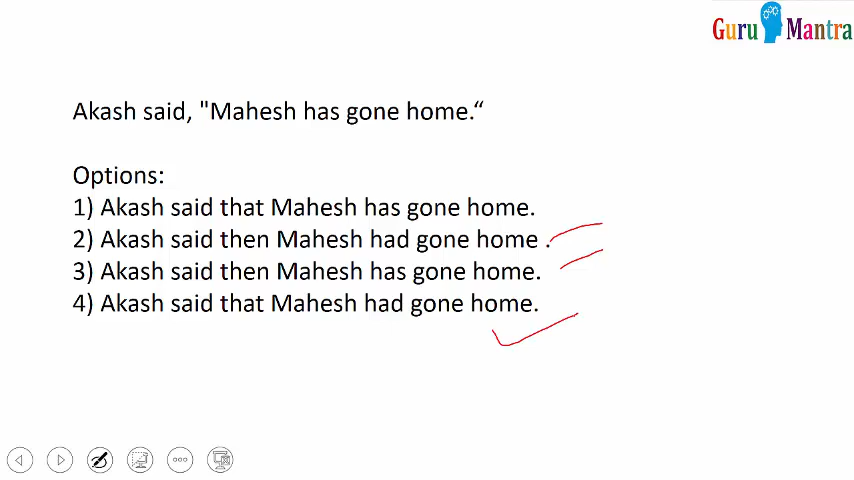 Guru Mantra
Akash said, "Mahesh has gone home.“
Options:
1) Akash said that Mahesh has gone home.
2) Akash said then Mahesh had gone home .
3) Akash said then Mahesh has gone home.
4) Akash said that Mahesh had gone home.